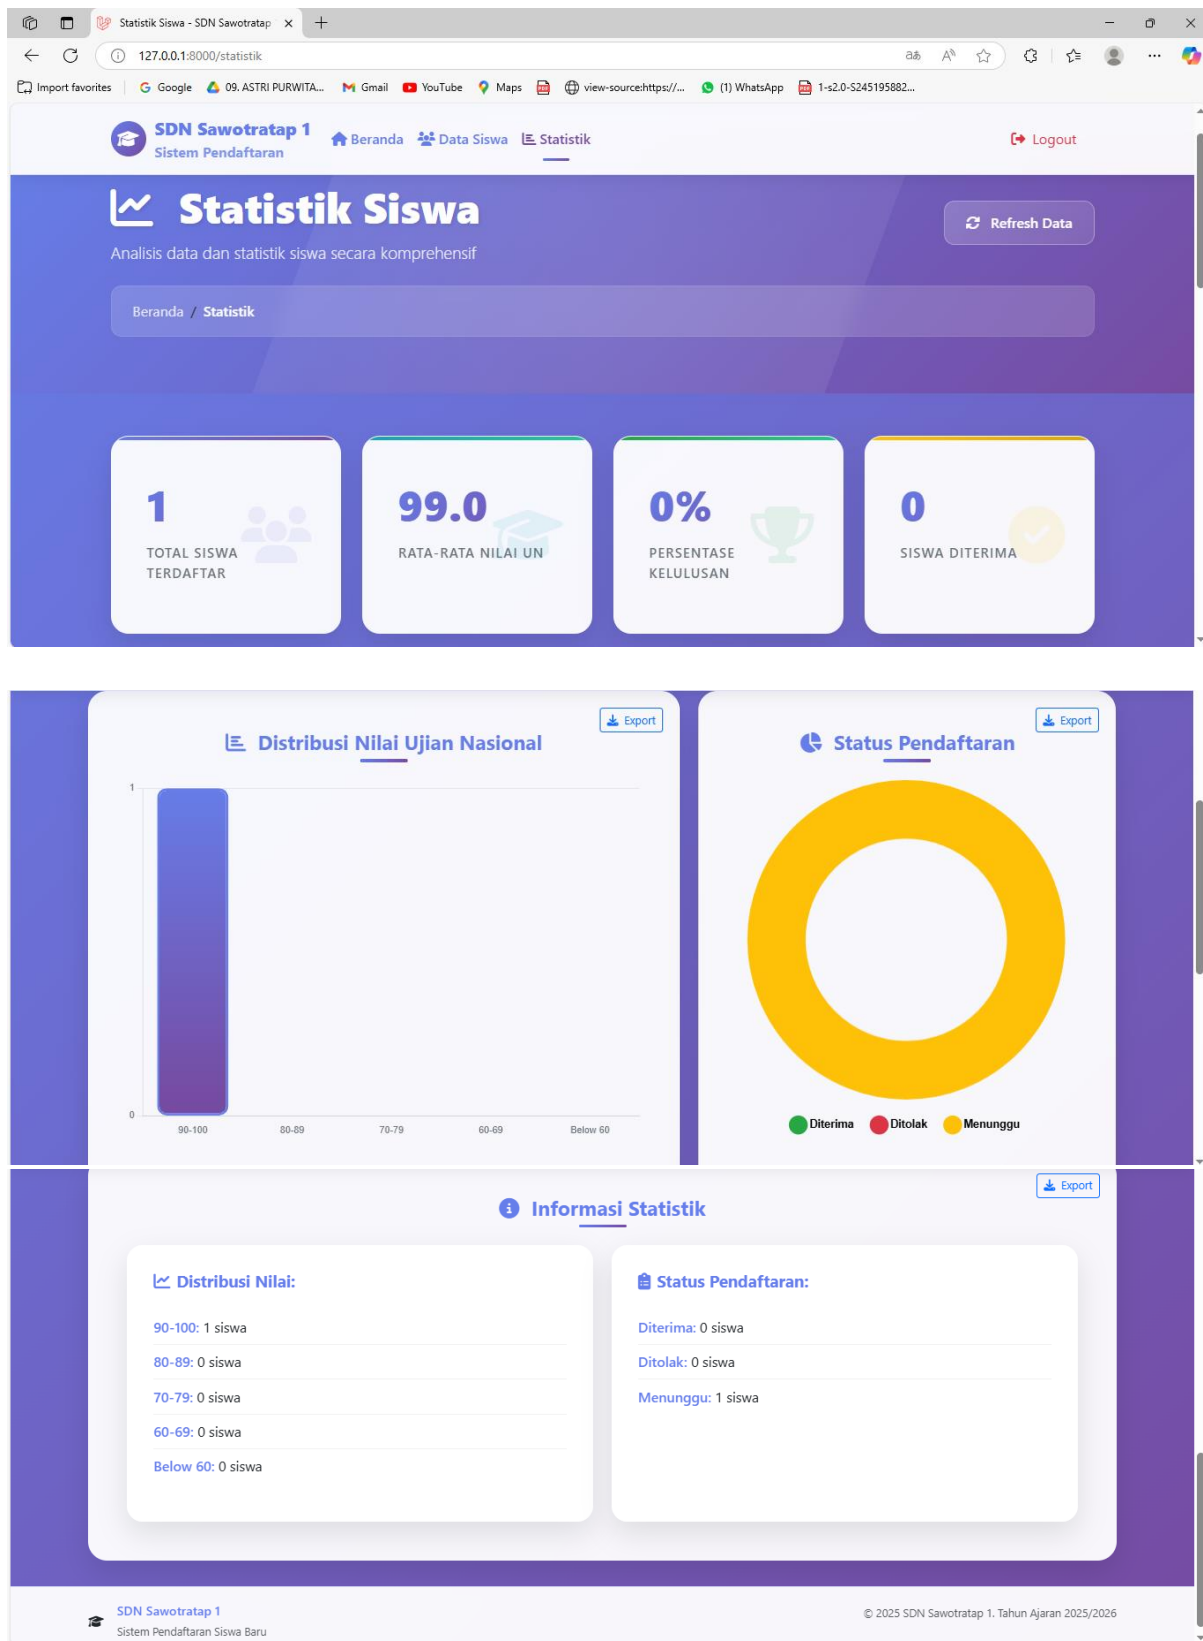 Statistik Siswa - SDN Sawotratap
127.0.0.1:8000/statistik
Import favorites
Google
09. ASTRI PURWITA...
Gmail
YouTube
Maps
view-source:https://...
(1) WhatsApp
1-s2.0-S245195882...
SDN Sawotratap 1
Sistem Pendaftaran
Beranda
Data Siswa
Statistik
Logout
Statistik Siswa
Analisis data dan statistik siswa secara komprehensif
Refresh Data
Beranda / Statistik
1
TOTAL SISWA
TERDAFTAR
99.0
RATA-RATA NILAI UN
0%
PERSENTASE
KELULUSAN
0
SISWA DITERIMA
Export
Distribusi Nilai Ujian Nasional
1
0
90-100
80-89
70-79
60-69
Below 60
Export
Status Pendaftaran
Diterima
Ditolak
Menunggu
Export
Informasi Statistik
Distribusi Nilai:
90-100: 1 siswa
80-89: 0 siswa
70-79: 0 siswa
60-69: 0 siswa
Below 60: 0 siswa
Status Pendaftaran:
Diterima: 0 siswa
Ditolak: 0 siswa
Menunggu: 1 siswa
SDN Sawotratap 1
Sistem Pendaftaran Siswa Baru
© 2025 SDN Sawotratap 1. Tahun Ajaran 2025/2026